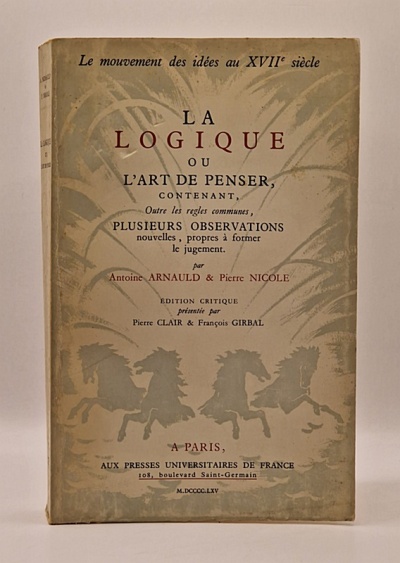 Le mouvement des idées au XVIIe siècle
LA
LOGIQUE
OU
L'ART DE PENSER,
CONTENANT,
Outre les regles communes,
PLUSIEURS OBSERVATIONS
nouvelles, propres à former
le jugement.
par
Antoine ARNAULD & Pierre NICOLE
EDITION CRITIQUE
présentée par
Pierre CLAIR & François GIRBAL
A PARIS,
AUX PRESSES UNIVERSITAIRES DE FRANCE
108, boulevard Saint-Germain
M.DCCCC.LXV